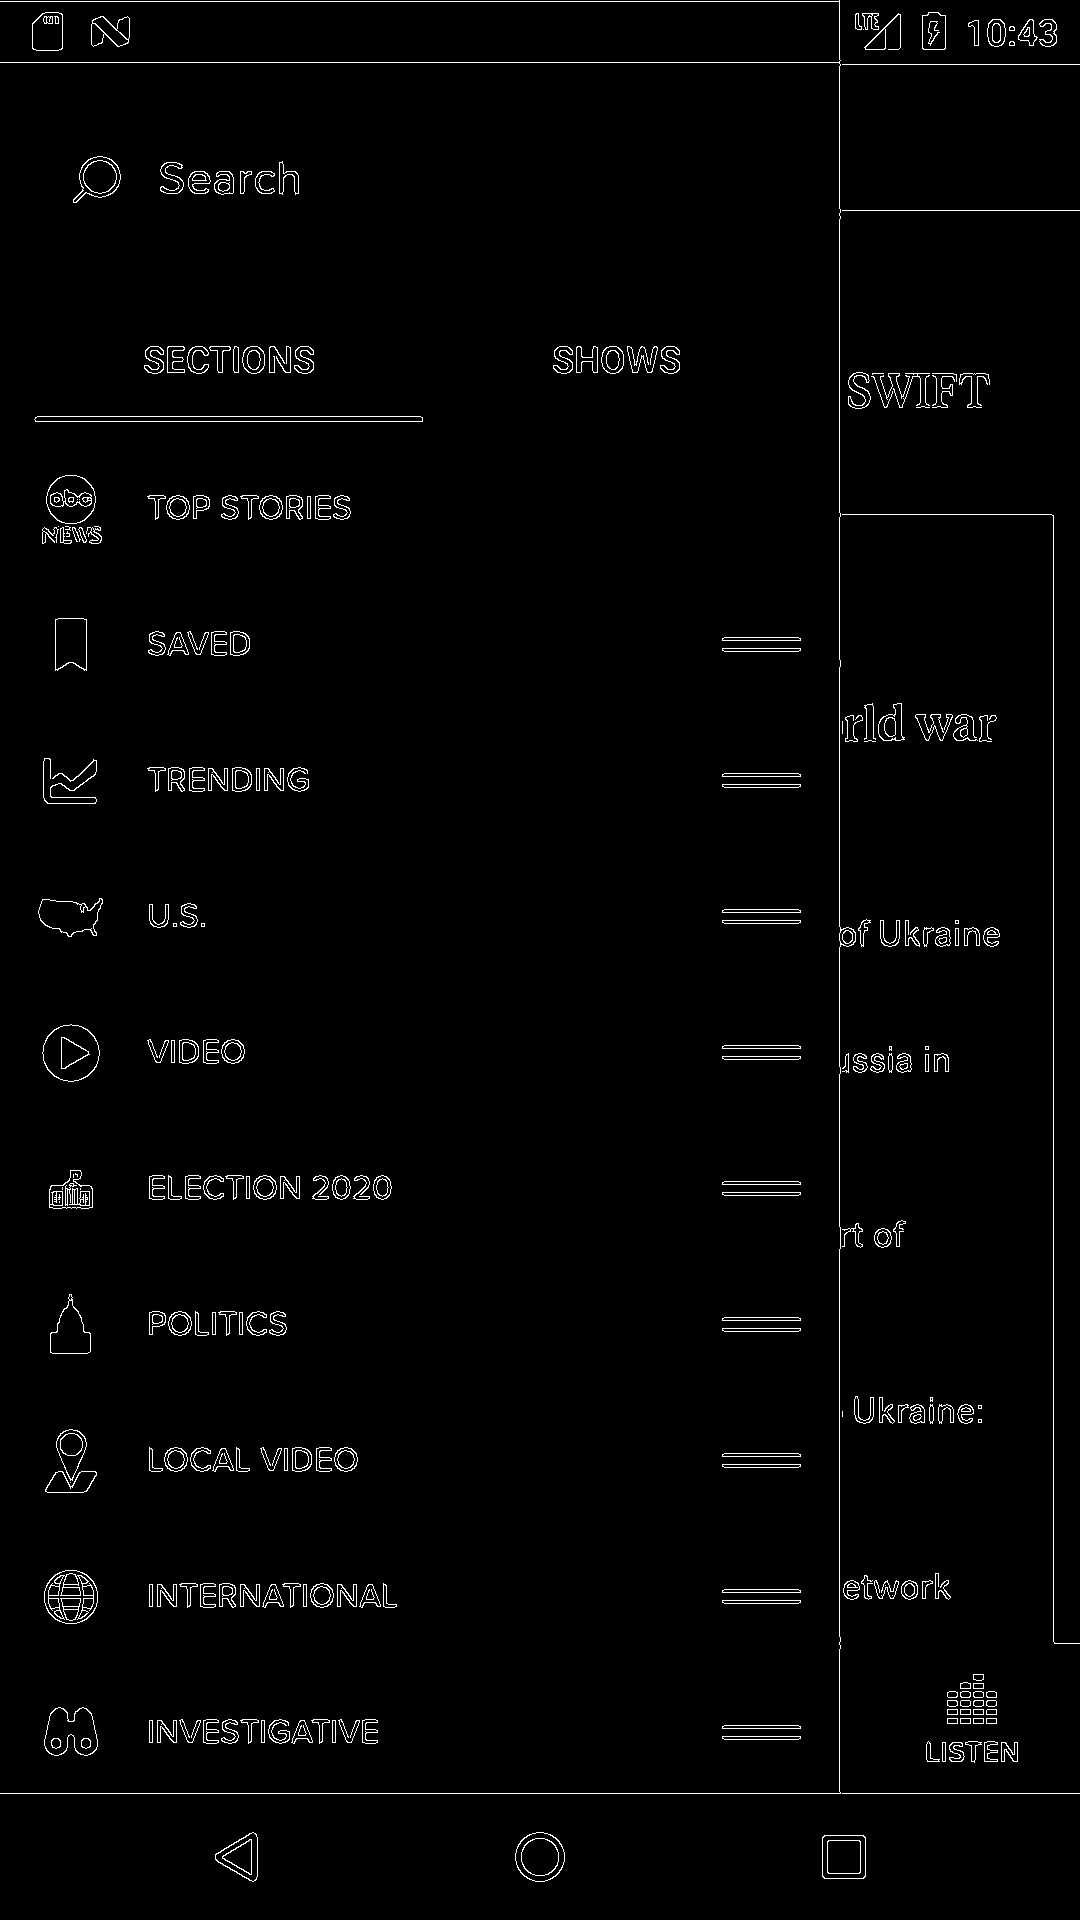 LTE 10:43
Search
SECTIONS SHOWS
SWIFT
abc
NEWS
TOP STORIES
SAVED
rld war
TRENDING
U.S.
of Ukraine
VIDEO
ussia in
ELECTION 2020
rt of
POLITICS
Ukraine:
LOCAL VIDEO
INTERNATIONAL
etwork
INVESTIGATIVE
LISTEN